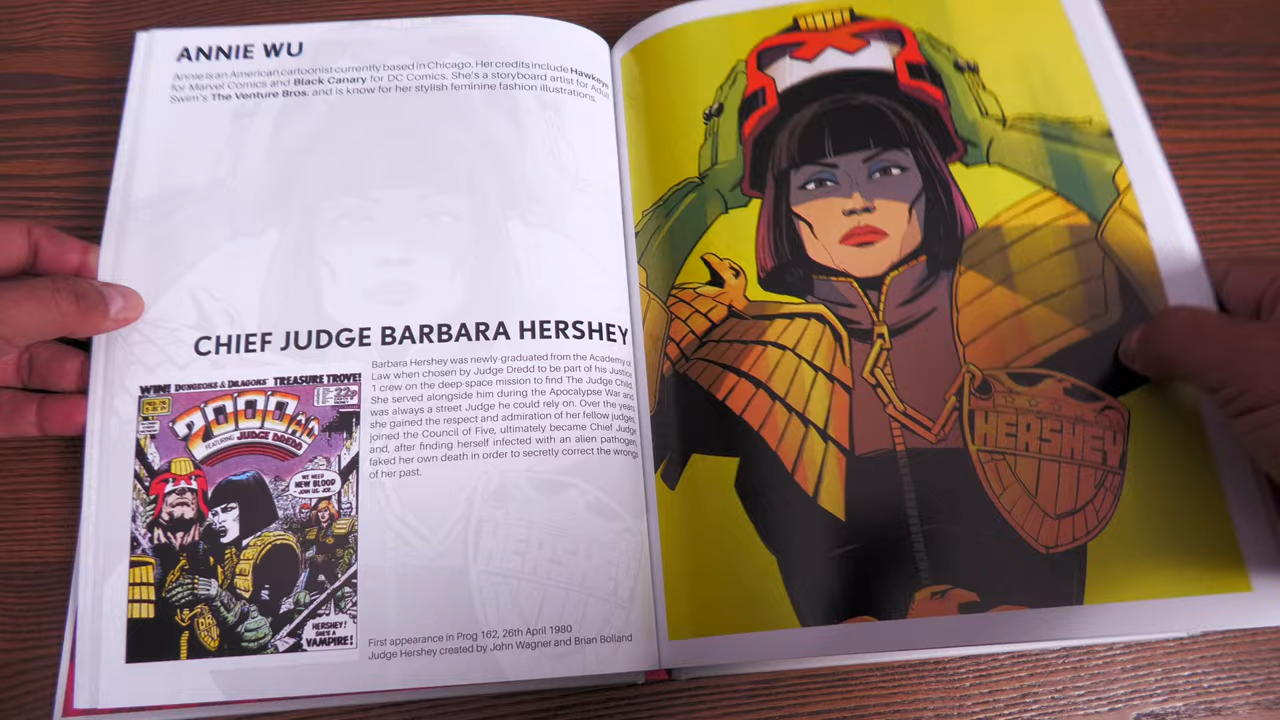 ANNIE WU
Annie is an American cartoonist currently based in Chicago. Her credits include Hawkeye
for Marvel Comics and Black Canary for DC Comics. She's a storyboard artist for Adult
Swim's The Venture Bros. and is know for her stylish feminine fashion illustrations.
CHIEF JUDGE BARBARA HERSHEY
Barbara Hershey was newly-graduated from the Academy of
Law when chosen by Judge Dredd to be part of his Justice
1 crew on the deep-space mission to find The Judge Child.
She served alongside him during the Apocalypse War and
was always a street Judge he could rely on. Over the years
she gained the respect and admiration of her fellow judges,
joined the Council of Five, ultimately became Chief Judge
and, after finding herself infected with an alien pathogen,
faked her own death in order to secretly correct the wrongs
of her past.
WIN! DUNGEONS & DRAGONS TREASURE TROVE!
22p
2000AD
FEATURING JUDGE DREDD
WE NEED
NEW BLOOD
-JOIN US, JOE...
HERSHEY!
SHE'S A
VAMPIRE!
First appearance in Prog 162, 26th April 1980
Judge Hershey created by John Wagner and Brian Bolland
HERSHEY